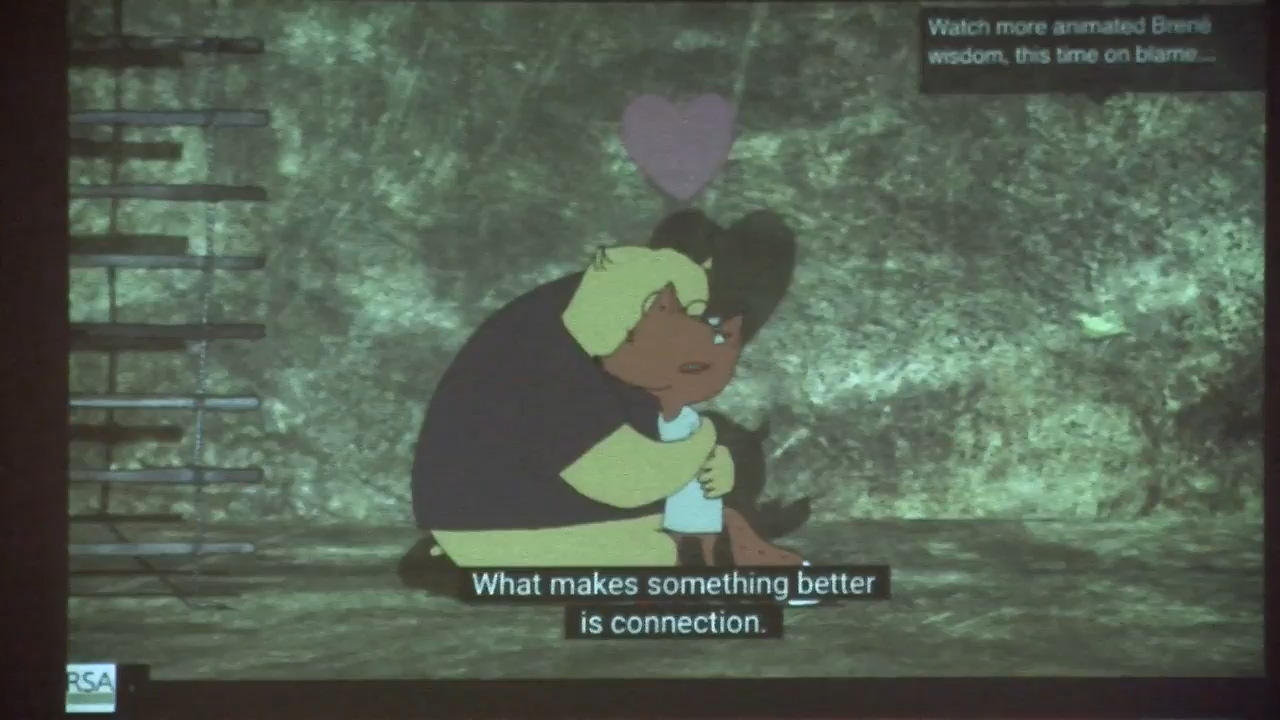 Watch more animated Brené
wisdom, this time on blame...
What makes something better
is connection.
RSA